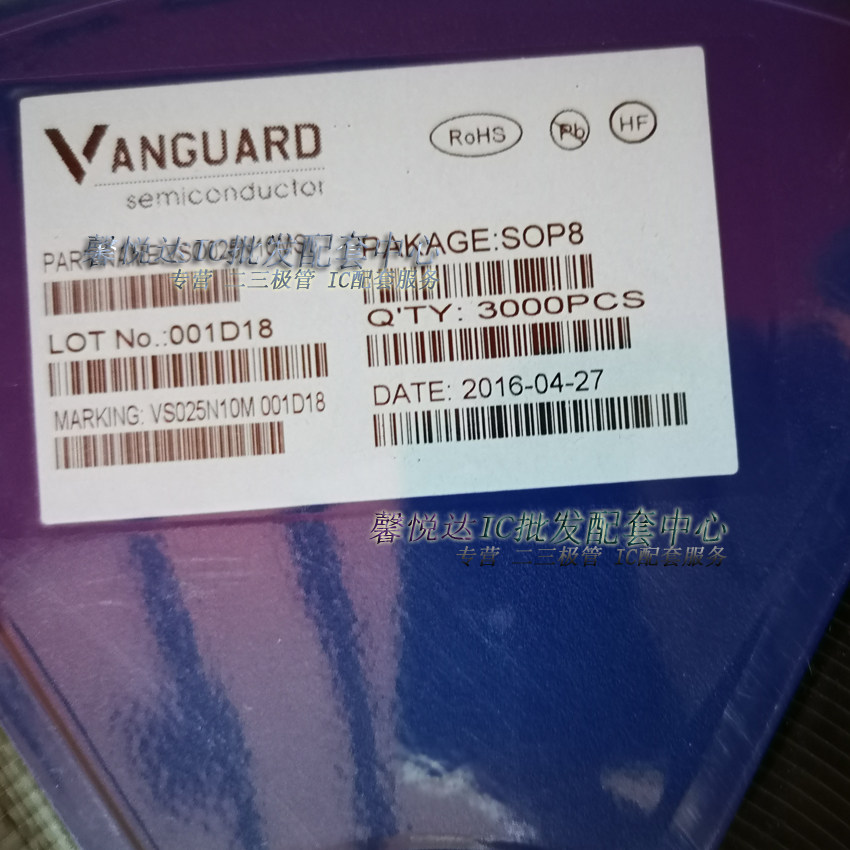 VANGUARD
semiconductor
RoHS
Pb
HF
馨悦达IC批发配套中心
专营 二三极管 IC配套服务
PAKAGE:SOP8
LOT No.:001D18
Q'TY: 3000PCS
MARKING: VS025N10M 001D18
DATE: 2016-04-27
馨悦达IC批发配套中心
专营 二三极管 IC配套服务